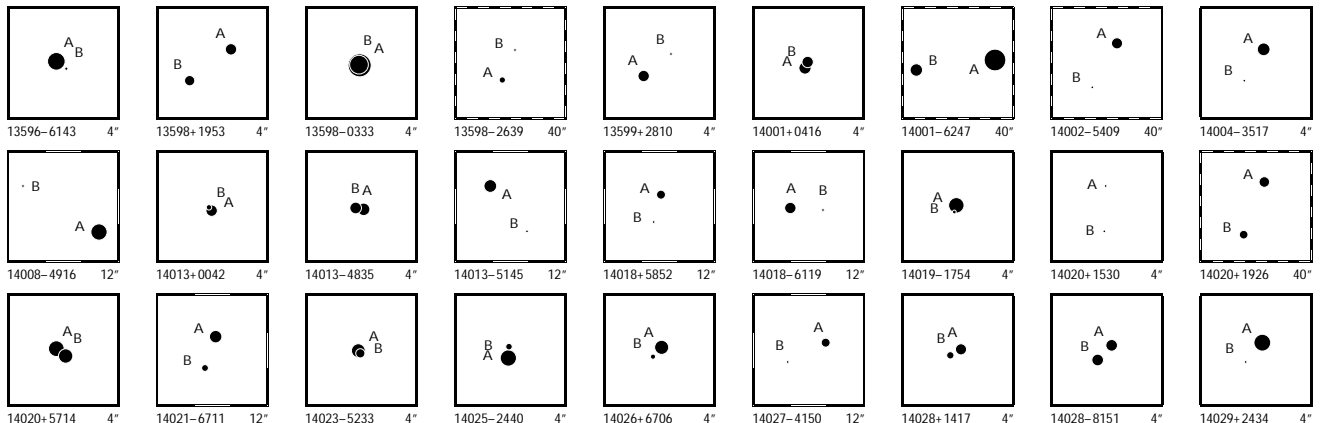 A
B
13596–6143 4″
A
B
13598+1953 4″
B
A
13598–0333 4″
B
A
13598–2639 40″
B
A
13599+2810 4″
B
A
14001+0416 4″
B
A
14001–6247 40″
A
B
14002–5409 40″
A
B
14004–3517 4″
B
A
14008–4916 12″
B
A
14013+0042 4″
B A
14013–4835 4″
A
B
14013–5145 12″
A
B
14018+5852 12″
A B
14018–6119 12″
A
B
14019–1754 4″
A
B
14020+1530 4″
A
B
14020+1926 40″
A
B
14020+5714 4″
A
B
14021–6711 12″
A
B
14023–5233 4″
B
A
14025–2440 4″
A
B
14026+6706 4″
A
B
14027–4150 12″
B A
14028+1417 4″
A
B
14028–8151 4″
A
B
14029+2434 4″